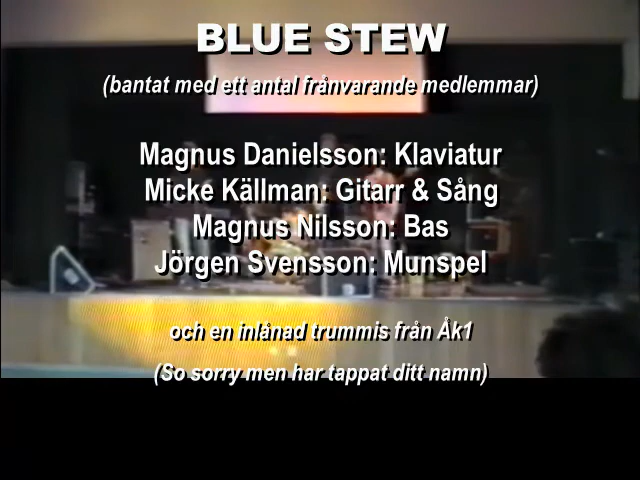 BLUE STEW
(bantat med ett antal frånvarande medlemmar)
Magnus Danielsson: Klaviatur
Micke Källman: Gitarr & Sång
Magnus Nilsson: Bas
Jörgen Svensson: Munspel
och en inlånad trummis från Åk1
(So sorry men har tappat ditt namn)